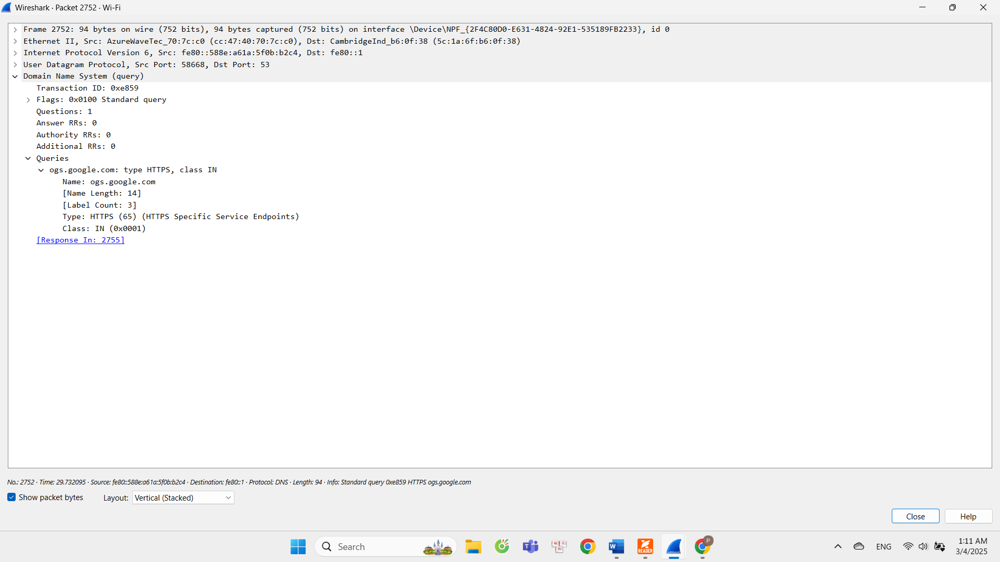 Wireshark · Packet 2752 · Wi-Fi
Frame 2752: 94 bytes on wire (752 bits), 94 bytes captured (752 bits) on interface \Device\NPF_{2F4C80D0-E631-4824-92E1-535189FB2233}, id 0
Ethernet II, Src: AzureWaveTec_70:7c:c0 (cc:47:40:70:7c:c0), Dst: CambridgeInd_b6:0f:38 (5c:1a:6f:b6:0f:38)
Internet Protocol Version 6, Src: fe80::588e:a61a:5f0b:b2c4, Dst: fe80::1
User Datagram Protocol, Src Port: 58668, Dst Port: 53
Domain Name System (query)
Transaction ID: 0xe859
Flags: 0x0100 Standard query
Questions: 1
Answer RRs: 0
Authority RRs: 0
Additional RRs: 0
Queries
ogs.google.com: type HTTPS, class IN
Name: ogs.google.com
[Name Length: 14]
[Label Count: 3]
Type: HTTPS (65) (HTTPS Specific Service Endpoints)
Class: IN (0x0001)
[Response In: 2755]
No.: 2752 · Time: 29.732095 · Source: fe80::588e:a61a:5f0b:b2c4 · Destination: fe80::1 · Protocol: DNS · Length: 94 · Info: Standard query 0xe859 HTTPS ogs.google.com
Show packet bytes Layout: Vertical (Stacked)
Close Help
Search ENG 1:11 AM
3/4/2025